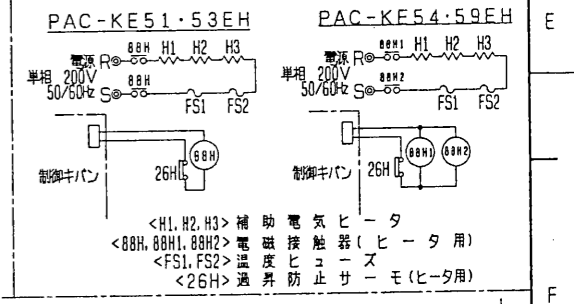 PAC-KE51・53EH
88H H1 H2 H3
電源 R
単相 200V
50/60Hz S
88H
FS1 FS2
制御キバン
26H
88H
PAC-KE54・59EH
88H1 H1 H2 H3
電源 R
単相 200V
50/60Hz S
88H2
FS1 FS2
制御キバン
26H
88H1 88H2
<H1,H2,H3> 補助電気ヒータ
<88H,88H1,88H2> 電磁接触器(ヒータ用)
<FS1,FS2> 温度ヒューズ
<26H> 過昇防止サーモ(ヒータ用)
E
F